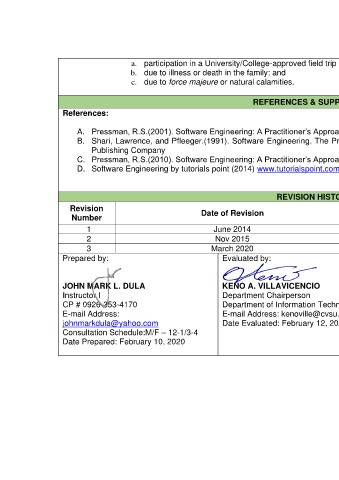 a. participation in a University/College-approved field trip
b. due to illness or death in the family; and
c. due to force majeure or natural calamities.
REFERENCES & SUPP
References:
A. Pressman, R.S.(2001). Software Engineering: A Practitioner's Approa
B. Shari, Lawrence, and Pfleeger.(1991). Software Engineering. The Pr
Publishing Company
C. Pressman, R.S.(2010). Software Engineering: A Practitioner's Approa
D. Software Engineering by tutorials point (2014) www.tutorialspoint.com
REVISION HISTO
Revision Number
Date of Revision
1 June 2014
2 Nov 2015
3 March 2020
Prepared by:
JOHN MARK L. DULA
Instructor I
CP # 0926-353-4170
E-mail Address:
johnmarkdula@yahoo.com
Consultation Schedule:M/F – 12-1/3-4
Date Prepared: February 10, 2020
Evaluated by:
KENO A. VILLAVICENCIO
Department Chairperson
Department of Information Techn
E-mail Address: kenoville@cvsu.
Date Evaluated: February 12, 20